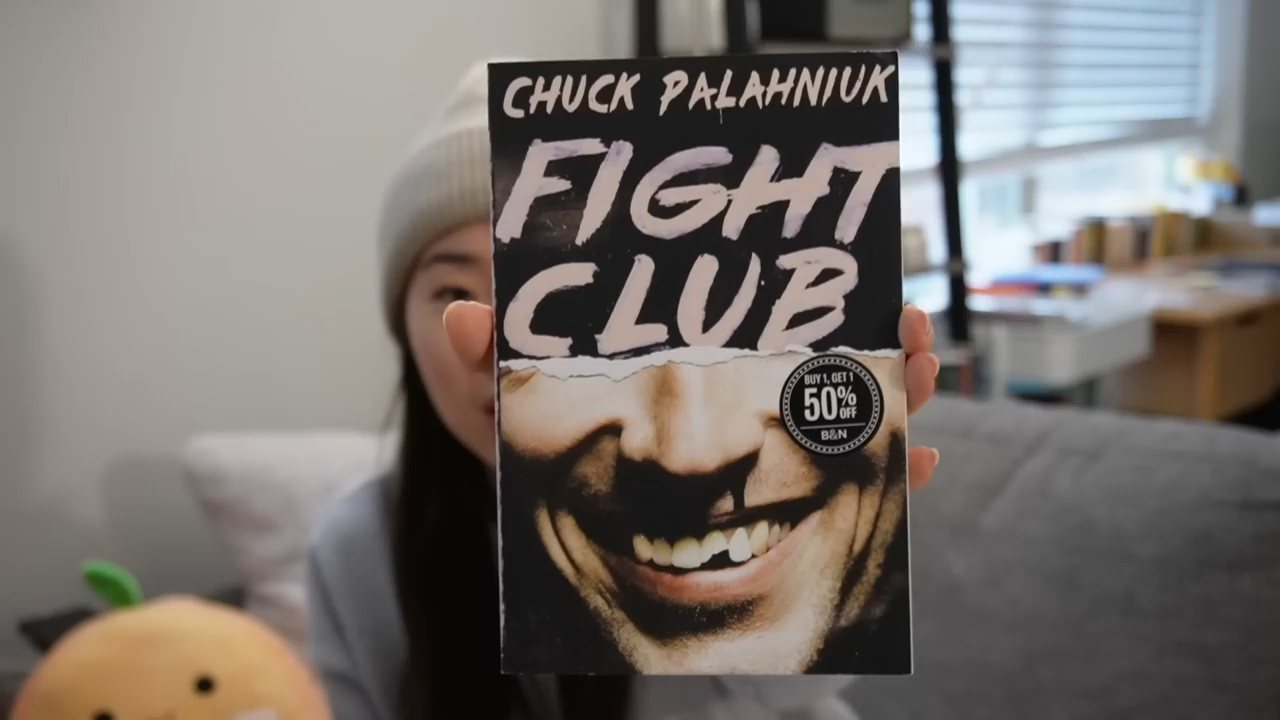 CHUCK PALAHNIUK
FIGHT
CLUB
BUY 1, GET 1
50%
OFF
B&N